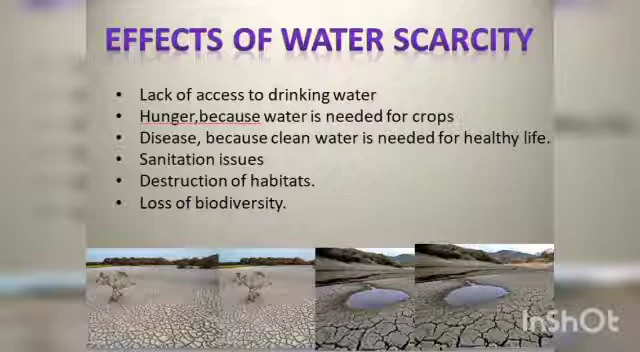 EFFECTS OF WATER SCARCITY
• Lack of access to drinking water
• Hunger,because water is needed for crops
• Disease, because clean water is needed for healthy life.
• Sanitation issues
• Destruction of habitats.
• Loss of biodiversity.
InShOt